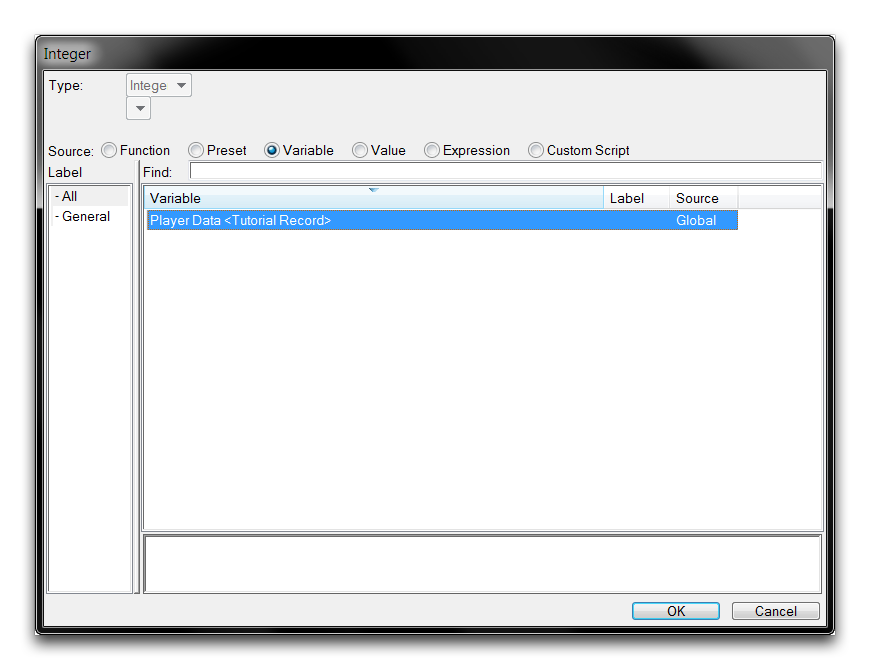 Integer
Type: Intege
Source: Function Preset Variable Value Expression Custom Script
Label Find:
- All
- General
Variable Label Source
Player Data <Tutorial Record> Global
OK Cancel